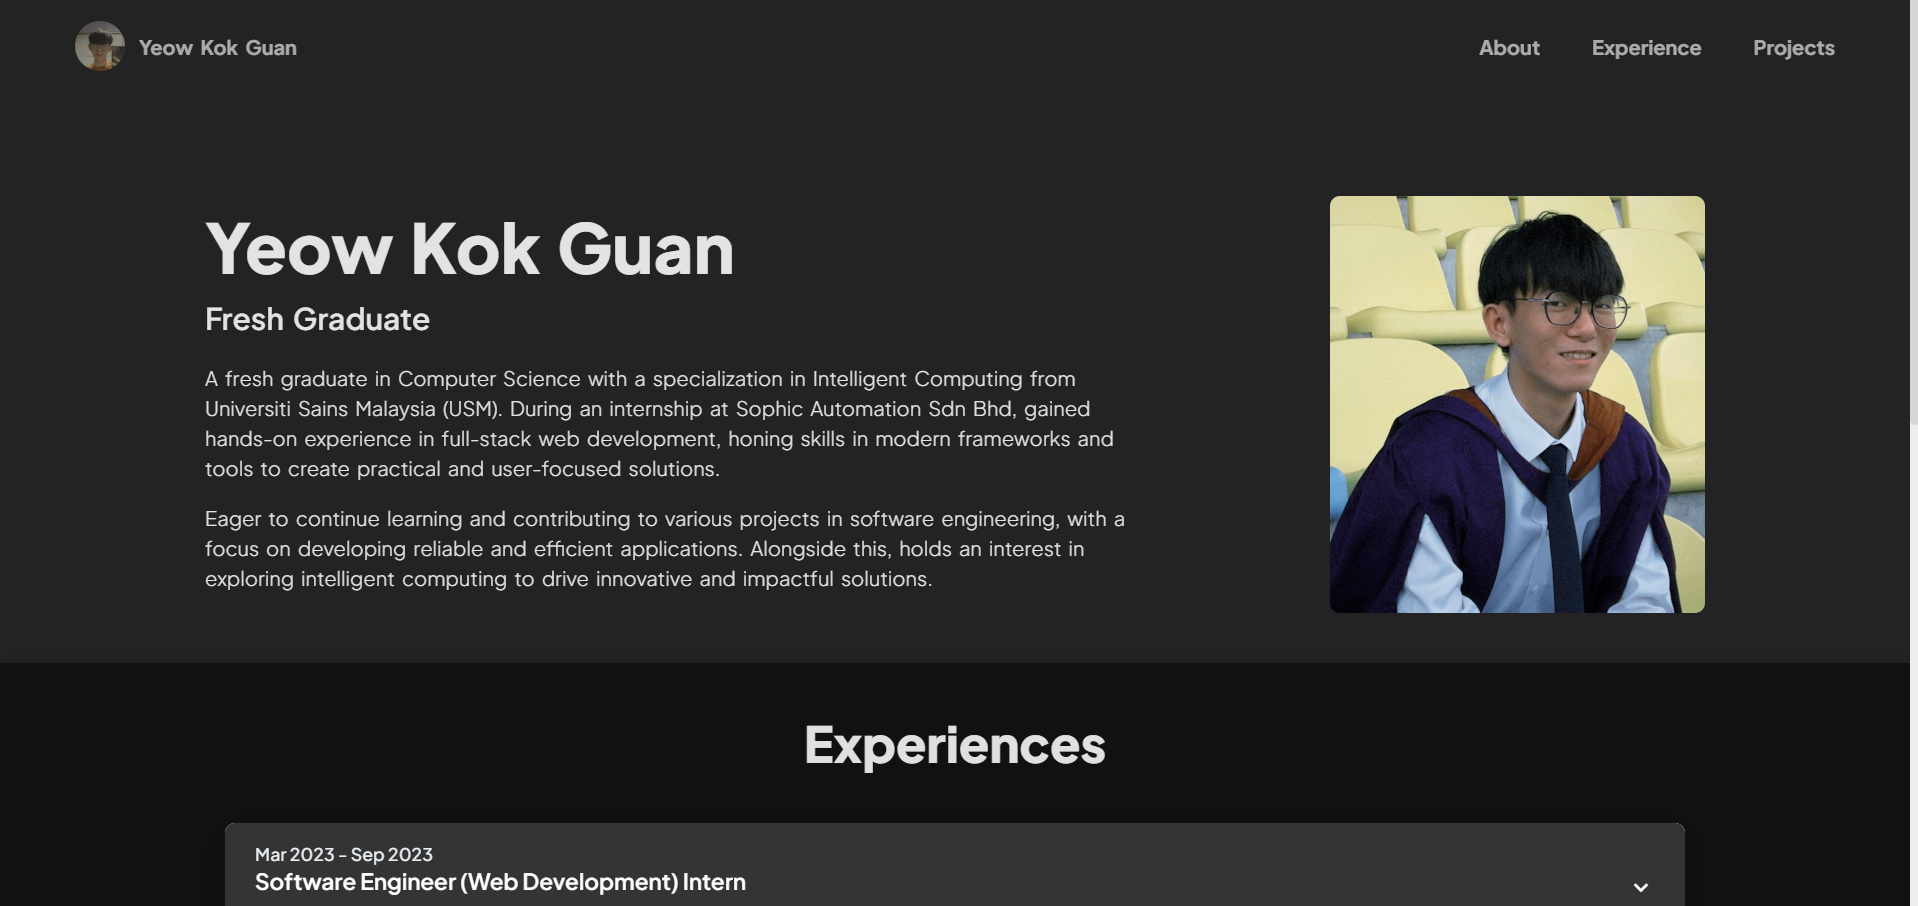 Yeow Kok Guan
About Experience Projects
Yeow Kok Guan
Fresh Graduate
A fresh graduate in Computer Science with a specialization in Intelligent Computing from
Universiti Sains Malaysia (USM). During an internship at Sophic Automation Sdn Bhd, gained
hands-on experience in full-stack web development, honing skills in modern frameworks and
tools to create practical and user-focused solutions.
Eager to continue learning and contributing to various projects in software engineering, with a
focus on developing reliable and efficient applications. Alongside this, holds an interest in
exploring intelligent computing to drive innovative and impactful solutions.
Experiences
Mar 2023 - Sep 2023
Software Engineer (Web Development) Intern